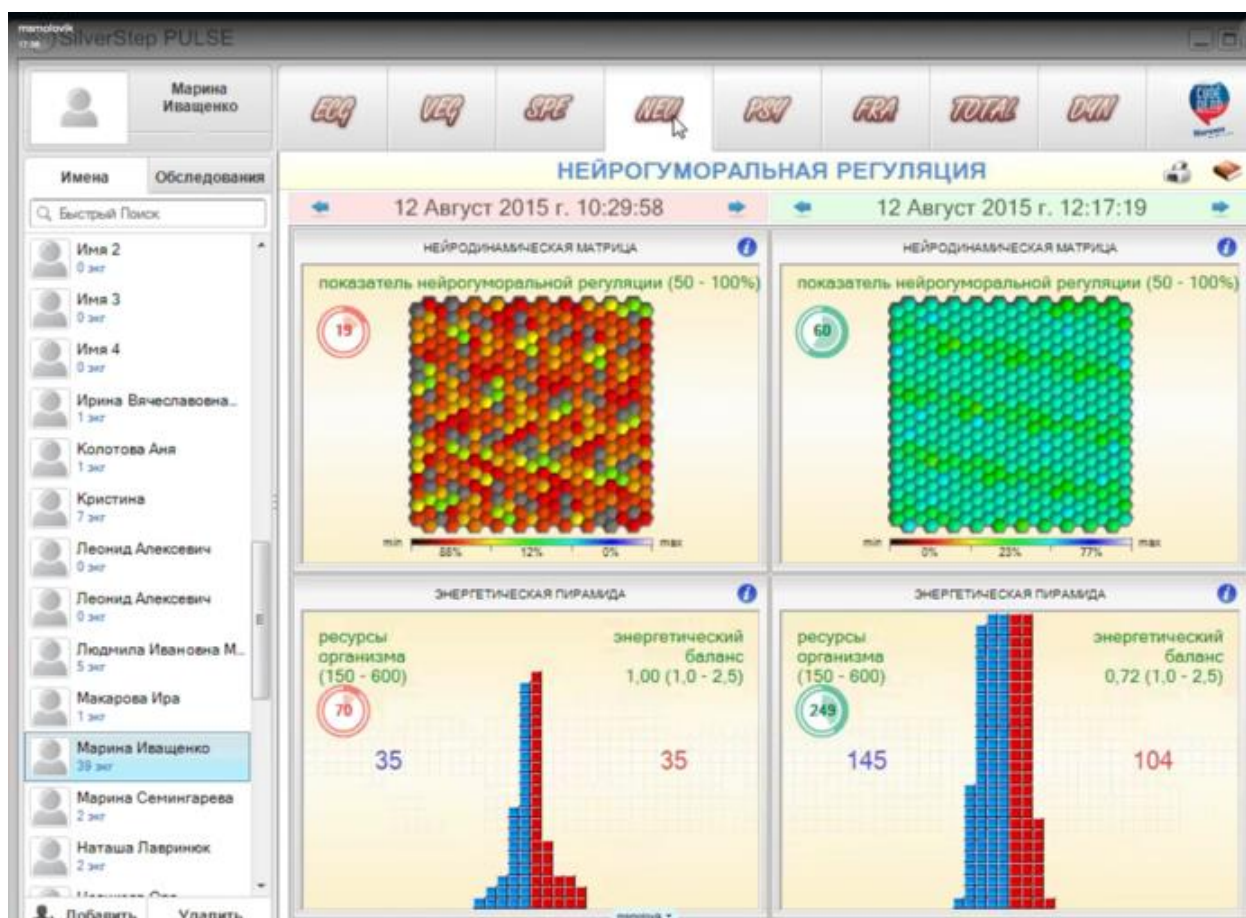 msmolovik
SilverStep PULSE
Марина
Иващенко
ECG
VEG
SPE
NEU
PSY
FRA
TOTAL
DYN
Имена
Обследования
НЕЙРОГУМОРАЛЬНАЯ РЕГУЛЯЦИЯ
Быстрый Поиск
12 Август 2015 г. 10:29:58
12 Август 2015 г. 12:17:19
Имя 2
0 экг
Имя 3
0 экг
Имя 4
0 экг
Ирина Вячеславовна...
1 экг
Колотова Аня
1 экг
Кристина
7 экг
Леонид Алексевич
0 экг
Леонид Алексевич
0 экг
Людмила Ивановна М...
5 экг
Макарова Ира
1 экг
Марина Иващенко
39 экг
Марина Семингарева
2 экг
Наташа Лавринюк
2 экг
Добавить
Удалить
НЕЙРОДИНАМИЧЕСКАЯ МАТРИЦА
показатель нейрогуморальной регуляции (50 - 100%)
19
min 88% 12% 0% max
НЕЙРОДИНАМИЧЕСКАЯ МАТРИЦА
показатель нейрогуморальной регуляции (50 - 100%)
60
min 0% 23% 77% max
ЭНЕРГЕТИЧЕСКАЯ ПИРАМИДА
ресурсы
организма
(150 - 600)
70
энергетический
баланс
1,00 (1,0 - 2,5)
35
35
ЭНЕРГЕТИЧЕСКАЯ ПИРАМИДА
ресурсы
организма
(150 - 600)
249
энергетический
баланс
0,72 (1,0 - 2,5)
145
104
msmolovik